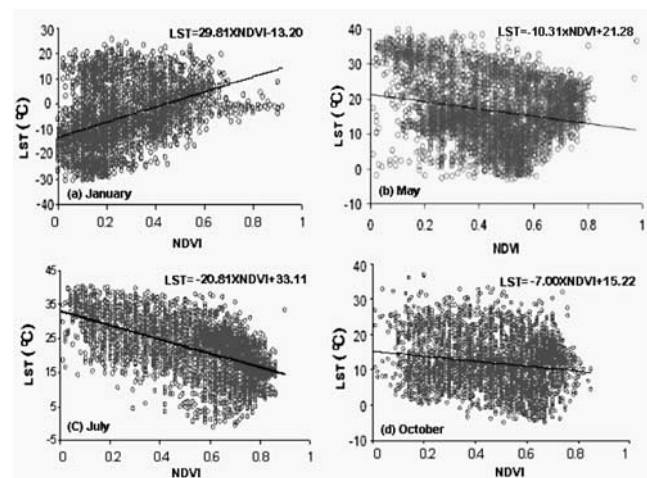 LST=29.81XNDVI-13.20
LST=-10.31xNDVI+21.28
LST (°C)
30
20
10
0
-10
-20
-30
-40
(a) January
0 0.2 0.4 0.6 0.8 1
NDVI
LST (°C)
40
30
20
10
0
-10
(b) May
0 0.2 0.4 0.6 0.8 1
NDVI
LST=-20.81XNDVI+33.11
LST=-7.00XNDVI+15.22
LST (°C)
45
35
25
15
5
-5
(C) July
0 0.2 0.4 0.6 0.8 1
NDVI
LST (°C)
40
30
20
10
0
-10
(d) October
0 0.2 0.4 0.6 0.8 1
NDVI